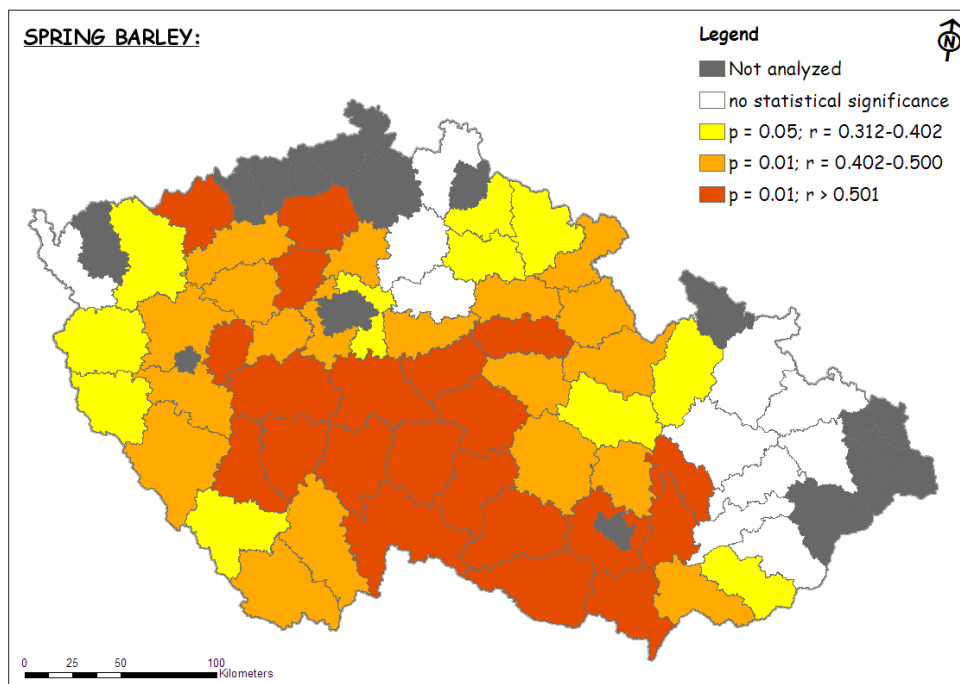 SPRING BARLEY:
Legend
N
Not analyzed
no statistical significance
p = 0.05; r = 0.312-0.402
p = 0.01; r = 0.402-0.500
p = 0.01; r > 0.501
0 25 50 100
Kilometers